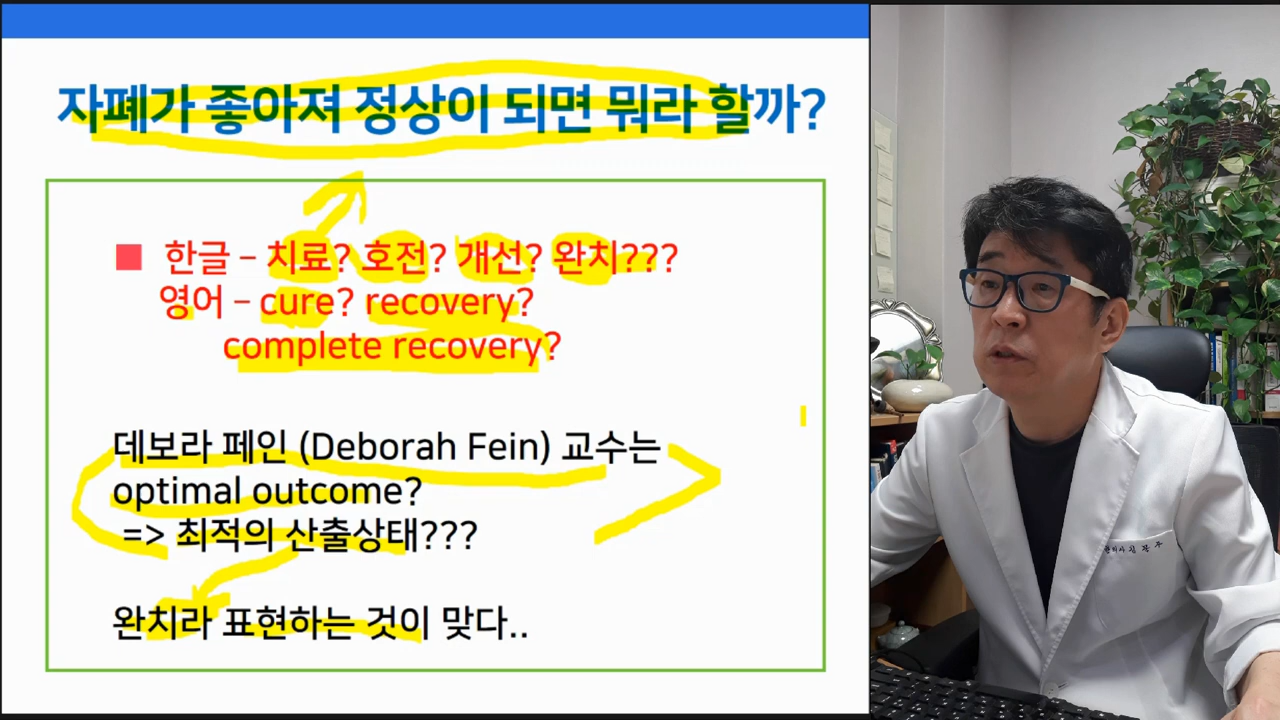 자폐가 좋아져 정상이 되면 뭐라 할까?
■ 한글 – 치료? 호전? 개선? 완치???
영어 – cure? recovery?
complete recovery?
데보라 페인 (Deborah Fein) 교수는
optimal outcome?
=> 최적의 산출상태???
완치라 표현하는 것이 맞다..